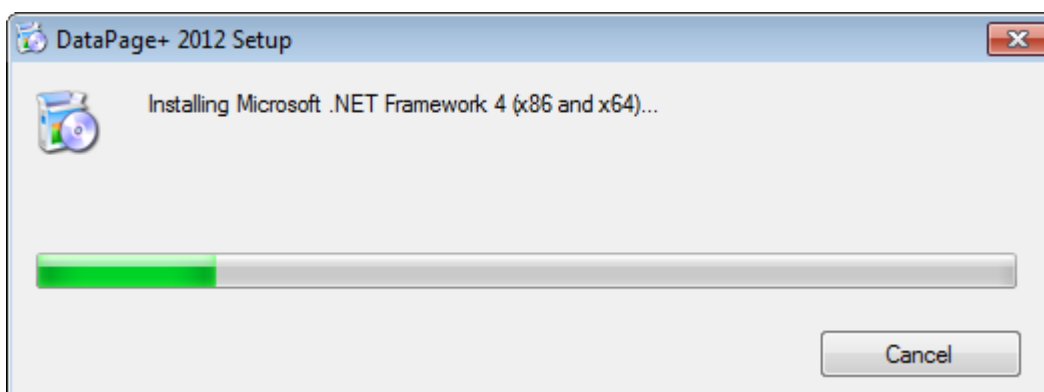 DataPage+ 2012 Setup
Installing Microsoft .NET Framework 4 (x86 and x64)...
Cancel